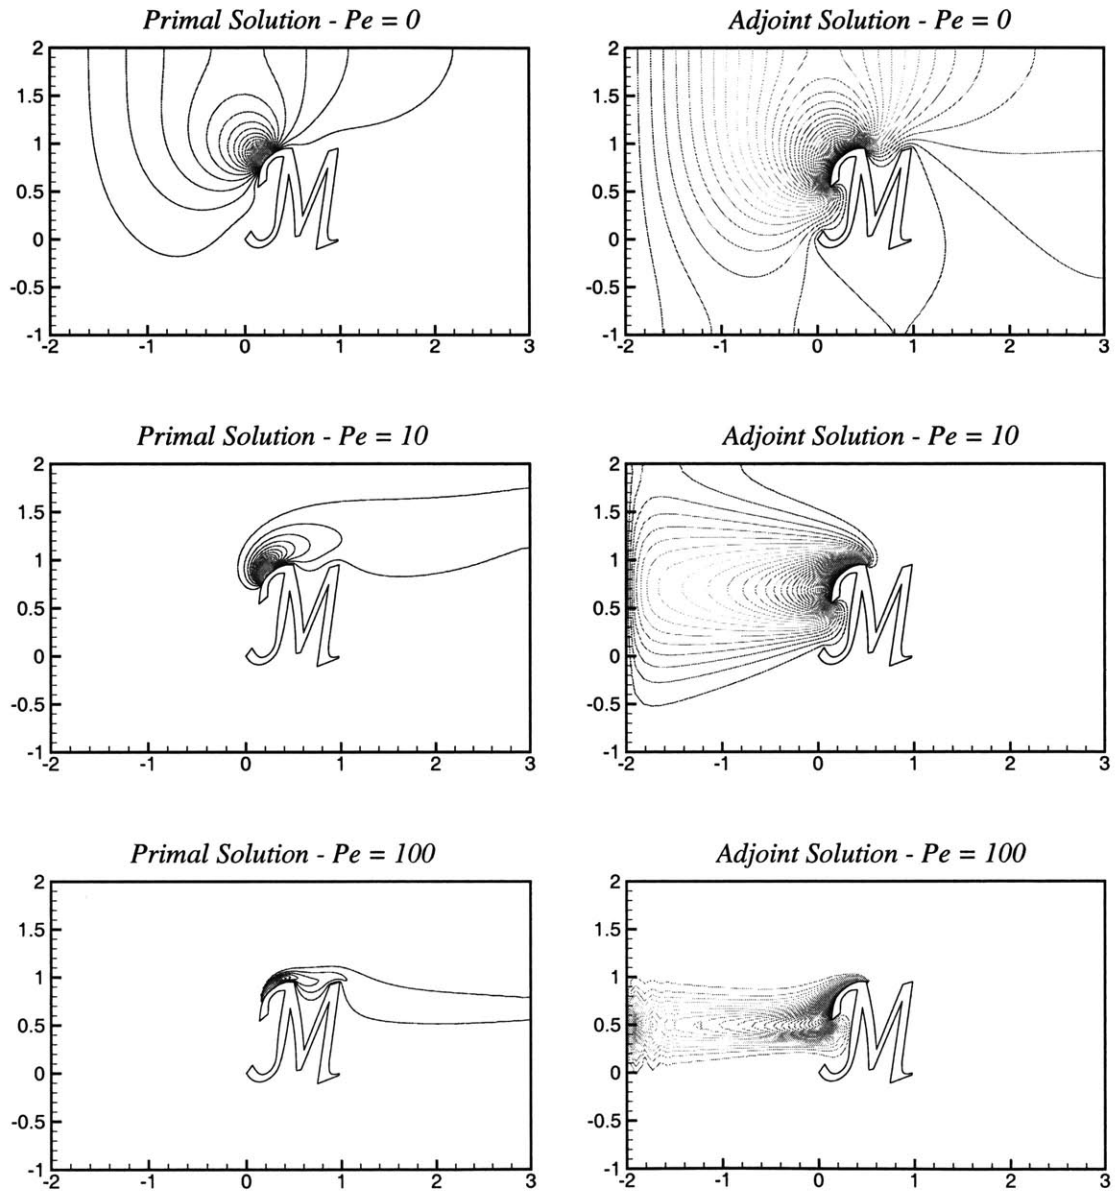 Primal Solution - Pe = 0
2
1.5
1
0.5
0
-0.5
-1
-2 -1 0 1 2 3
M
Adjoint Solution - Pe = 0
2
1.5
1
0.5
0
-0.5
-1
-2 -1 0 1 2 3
M
Primal Solution - Pe = 10
2
1.5
1
0.5
0
-0.5
-1
-2 -1 0 1 2 3
M
Adjoint Solution - Pe = 10
2
1.5
1
0.5
0
-0.5
-1
-2 -1 0 1 2 3
M
Primal Solution - Pe = 100
2
1.5
1
0.5
0
-0.5
-1
-2 -1 0 1 2 3
M
Adjoint Solution - Pe = 100
2
1.5
1
0.5
0
-0.5
-1
-2 -1 0 1 2 3
M